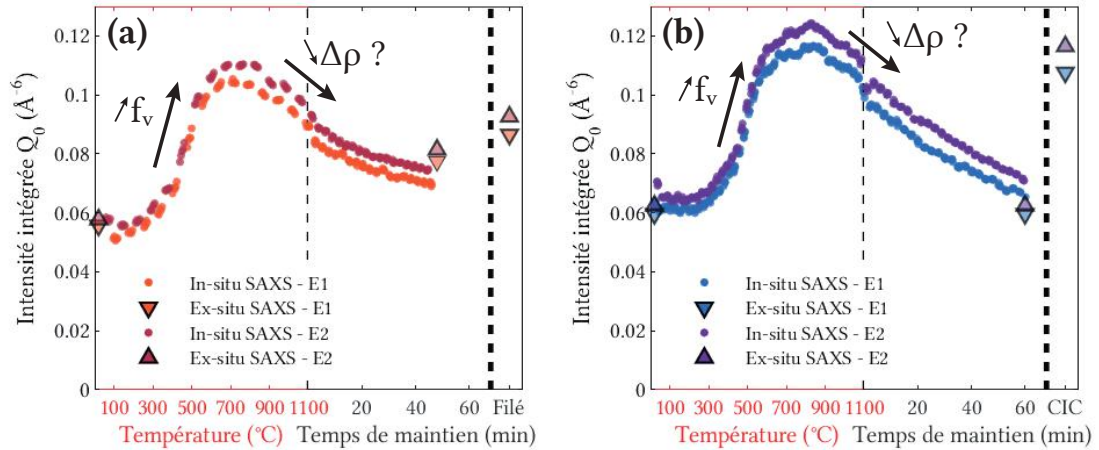 (a)
↗f_v
↘Δρ ?
Intensité intégrée Q_0 (Å^-6)
0.12
0.1
0.08
0.06
0.04
0.02
0
In-situ SAXS - E1
Ex-situ SAXS - E1
In-situ SAXS - E2
Ex-situ SAXS - E2
100 300 500 700 900 1100 20 40 60 Filé
Température (°C) Temps de maintien (min)
(b)
↗f_v
↘Δρ ?
Intensité intégrée Q_0 (Å^-6)
0.12
0.1
0.08
0.06
0.04
0.02
0
In-situ SAXS - E1
Ex-situ SAXS - E1
In-situ SAXS - E2
Ex-situ SAXS - E2
100 300 500 700 900 1100 20 40 60 CIC
Température (°C) Temps de maintien (min)